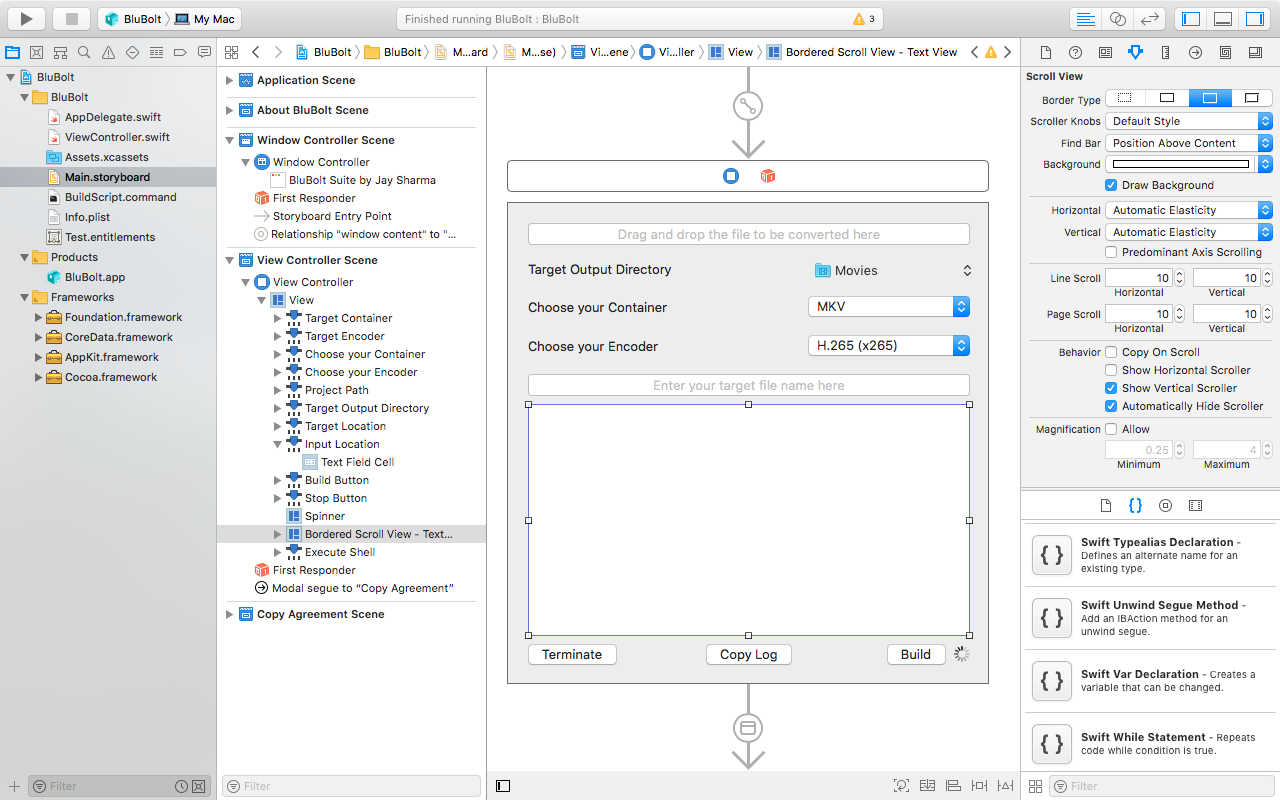 BluBolt
My Mac
Finished running BluBolt : BluBolt
3
BluBolt
BluBolt
M...ard
M...se)
Vi...ene
Vi...ller
View
Bordered Scroll View - Text View
BluBolt
BluBolt
AppDelegate.swift
ViewController.swift
Assets.xcassets
Main.storyboard
BuildScript.command
Info.plist
Test.entitlements
Products
BluBolt.app
Frameworks
Foundation.framework
CoreData.framework
AppKit.framework
Cocoa.framework
Filter
Application Scene
About BluBolt Scene
Window Controller Scene
Window Controller
BluBolt Suite by Jay Sharma
First Responder
Storyboard Entry Point
Relationship "window content" to "...
View Controller Scene
View Controller
View
Target Container
Target Encoder
Choose your Container
Choose your Encoder
Project Path
Target Output Directory
Target Location
Input Location
Text Field Cell
Build Button
Stop Button
Spinner
Bordered Scroll View - Text...
Execute Shell
First Responder
Modal segue to “Copy Agreement”
Copy Agreement Scene
Filter
Drag and drop the file to be converted here
Target Output Directory
Movies
Choose your Container
MKV
Choose your Encoder
H.265 (x265)
Enter your target file name here
Terminate
Copy Log
Build
Scroll View
Border Type
Scroller Knobs
Default Style
Find Bar
Position Above Content
Background
Draw Background
Horizontal
Automatic Elasticity
Vertical
Automatic Elasticity
Predominant Axis Scrolling
Line Scroll
10
10
Horizontal
Vertical
Page Scroll
10
10
Horizontal
Vertical
Behavior
Copy On Scroll
Show Horizontal Scroller
Show Vertical Scroller
Automatically Hide Scroller
Magnification
Allow
0.25
4
Minimum
Maximum
{}
{ }
Swift Typealias Declaration -
Defines an alternate name for an
existing type.
{ }
Swift Unwind Segue Method -
Add an IBAction method for an
unwind segue.
{ }
Swift Var Declaration - Creates a
variable that can be changed.
{ }
Swift While Statement - Repeats
code while condition is true.
Filter